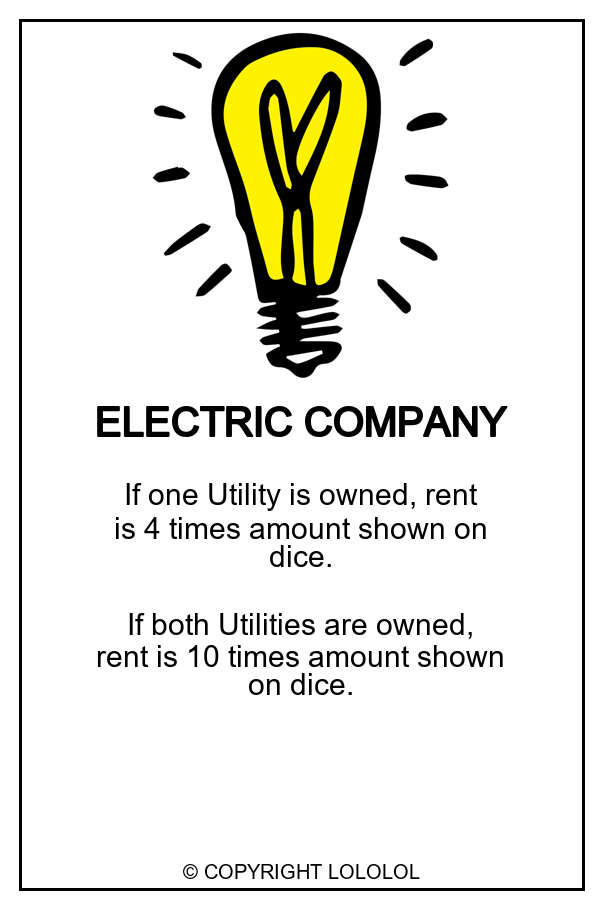 ELECTRIC COMPANY
If one Utility is owned, rent
is 4 times amount shown on
dice.
If both Utilities are owned,
rent is 10 times amount shown
on dice.
© COPYRIGHT LOLOLOL